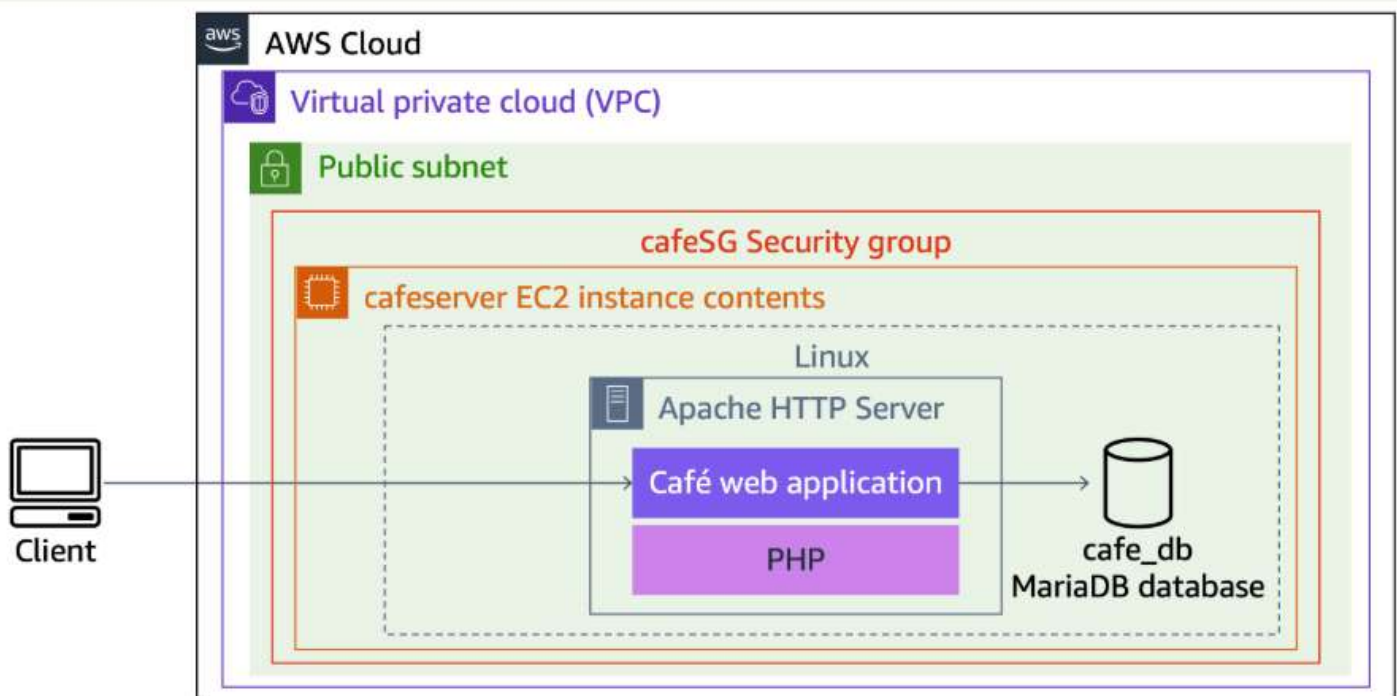 aws
AWS Cloud
Virtual private cloud (VPC)
Public subnet
cafeSG Security group
cafeserver EC2 instance contents
Linux
Apache HTTP Server
Café web application
PHP
Client
cafe_db
MariaDB database